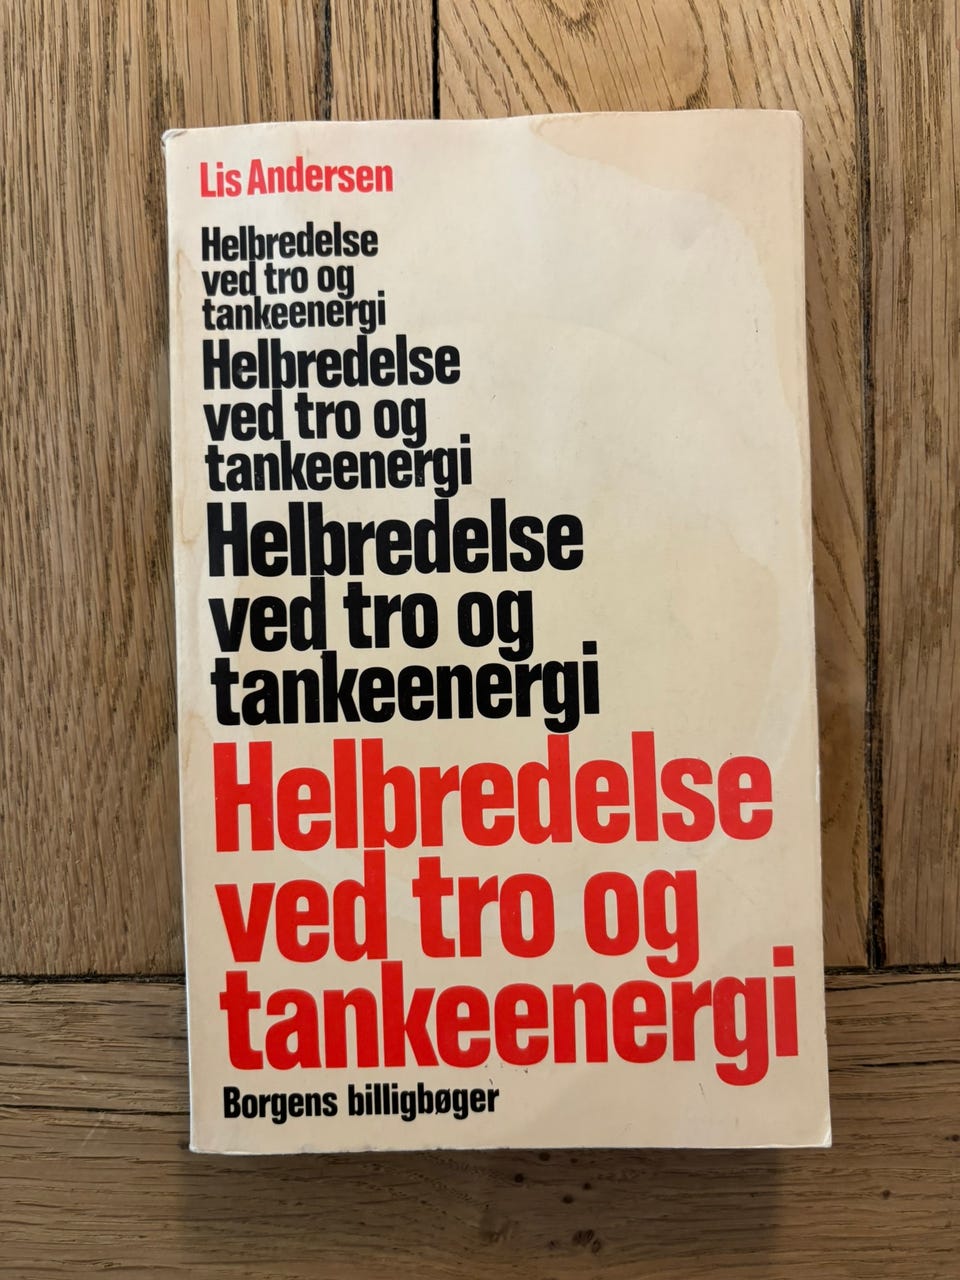 Lis Andersen
Helbredelse
ved tro og
tankeenergi
Helbredelse
ved tro og
tankeenergi
Helbredelse
ved tro og
tankeenergi
Helbredelse
ved tro og
tankeenergi
Borgens billigbøger